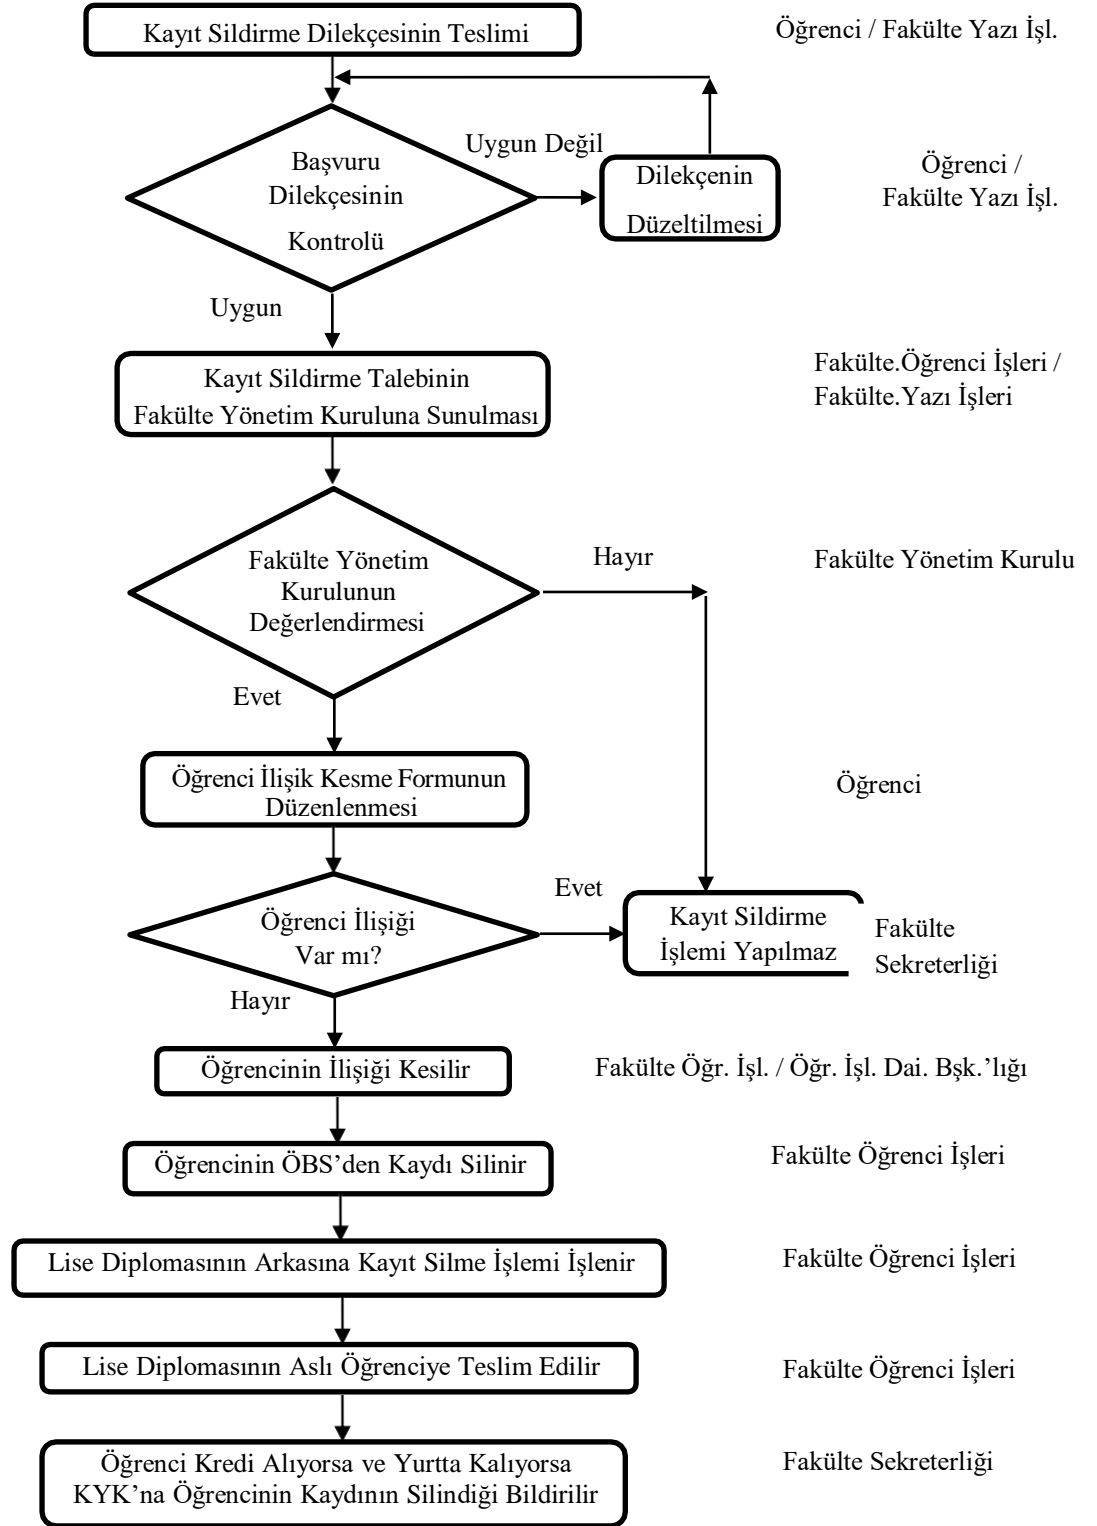 Kayıt Sildirme Dilekçesinin Teslimi
Öğrenci / Fakülte Yazı İşl.
Başvuru
Dilekçesinin
Kontrolü
Uygun Değil
Dilekçenin
Düzeltilmesi
Öğrenci /
Fakülte Yazı İşl.
Uygun
Kayıt Sildirme Talebinin
Fakülte Yönetim Kuruluna Sunulması
Fakülte.Öğrenci İşleri /
Fakülte.Yazı İşleri
Fakülte Yönetim
Kurulunun
Değerlendirmesi
Hayır
Fakülte Yönetim Kurulu
Evet
Öğrenci İlişik Kesme Formunun
Düzenlenmesi
Öğrenci
Öğrenci İlişiği
Var mı?
Evet
Kayıt Sildirme
İşlemi Yapılmaz
Fakülte
Sekreterliği
Hayır
Öğrencinin İlişiği Kesilir
Fakülte Öğr. İşl. / Öğr. İşl. Dai. Bşk.’lığı
Öğrencinin ÖBS’den Kaydı Silinir
Fakülte Öğrenci İşleri
Lise Diplomasının Arkasına Kayıt Silme İşlemi İşlenir
Fakülte Öğrenci İşleri
Lise Diplomasının Aslı Öğrenciye Teslim Edilir
Fakülte Öğrenci İşleri
Öğrenci Kredi Alıyorsa ve Yurtta Kalıyorsa
KYK’na Öğrencinin Kaydının Silindiği Bildirilir
Fakülte Sekreterliği